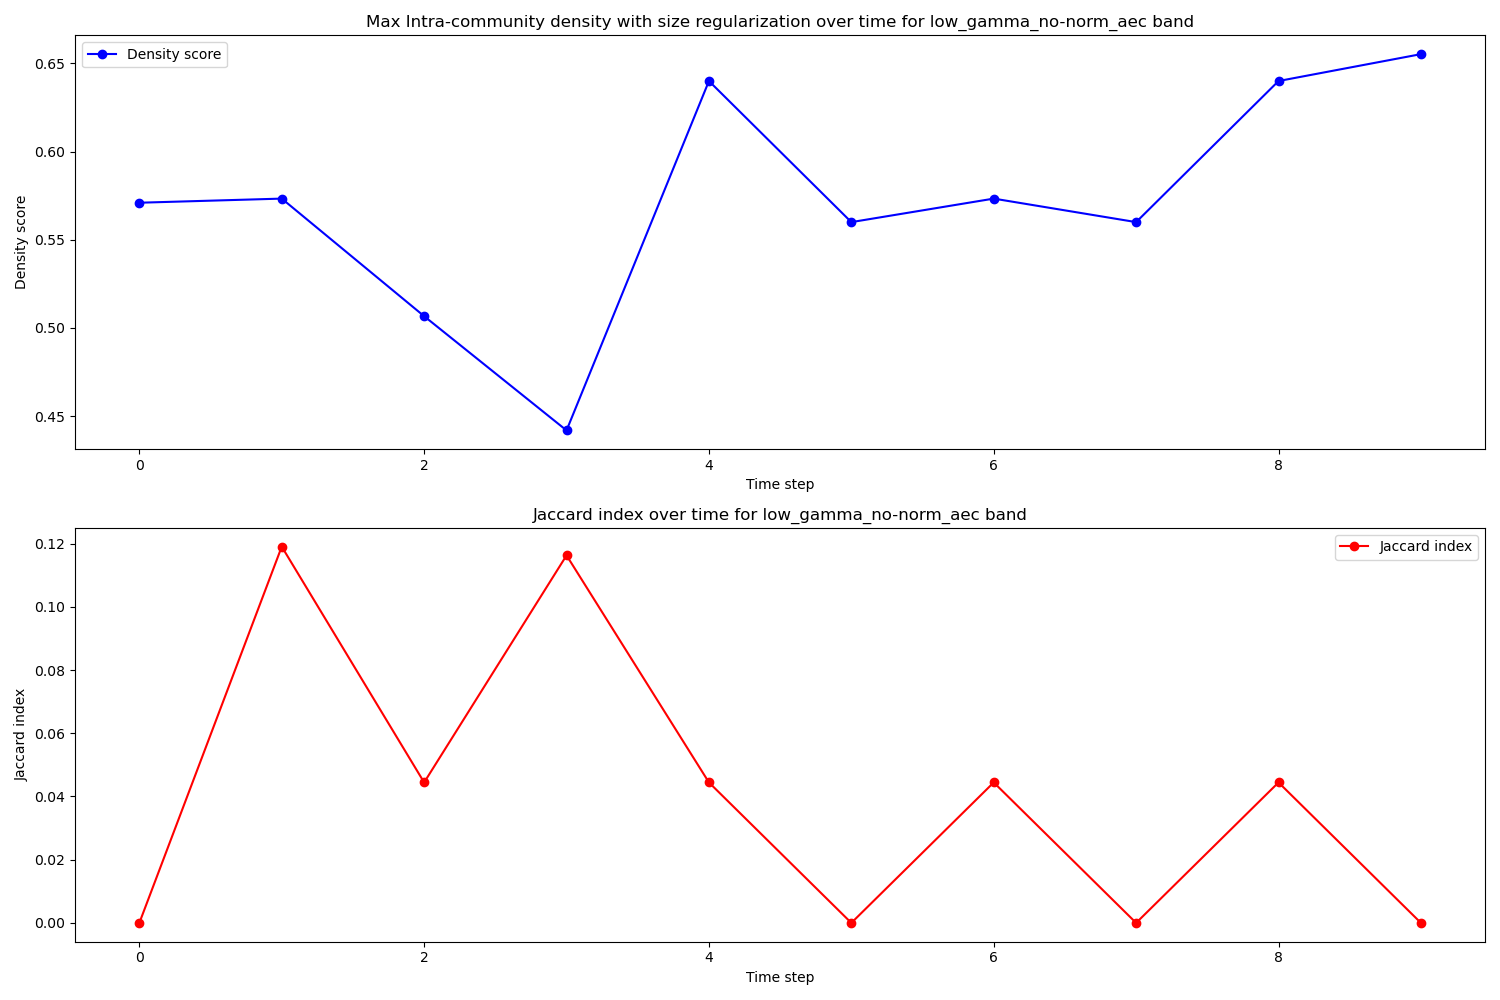 Max Intra-community density with size regularization over time for low_gamma_no-norm_aec band
Density score
0.65
0.60
0.55
0.50
0.45
Density score
0 2 4 6 8
Time step
Jaccard index over time for low_gamma_no-norm_aec band
Jaccard index
0.12
0.10
0.08
0.06
0.04
0.02
0.00
Jaccard index
0 2 4 6 8
Time step